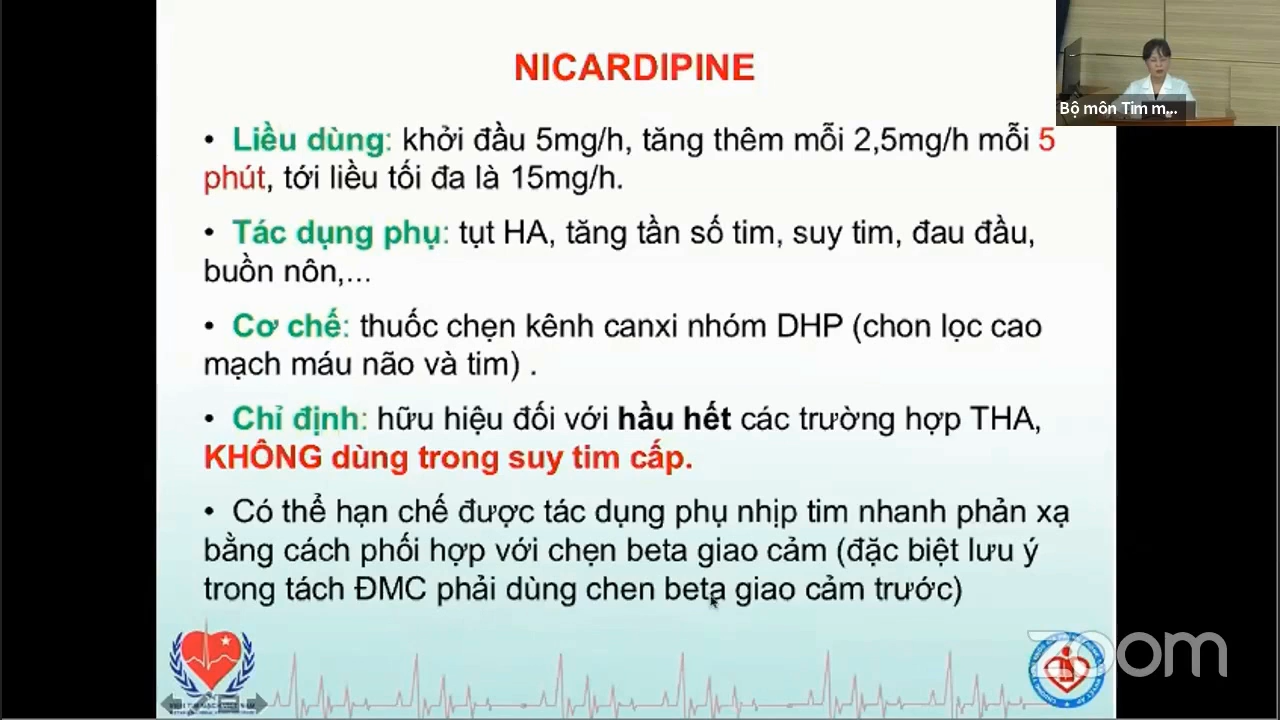 NICARDIPINE
Bộ môn Tim m...
• Liều dùng: khởi đầu 5mg/h, tăng thêm mỗi 2,5mg/h mỗi 5
phút, tới liều tối đa là 15mg/h.
• Tác dụng phụ: tụt HA, tăng tần số tim, suy tim, đau đầu,
buồn nôn,...
• Cơ chế: thuốc chẹn kênh canxi nhóm DHP (chon lọc cao
mạch máu não và tim) .
• Chỉ định: hữu hiệu đối với hầu hết các trường hợp THA,
KHÔNG dùng trong suy tim cấp.
• Có thể hạn chế được tác dụng phụ nhịp tim nhanh phản xạ
bằng cách phối hợp với chẹn beta giao cảm (đặc biệt lưu ý
trong tách ĐMC phải dùng chen beta giao cảm trước)
zoom